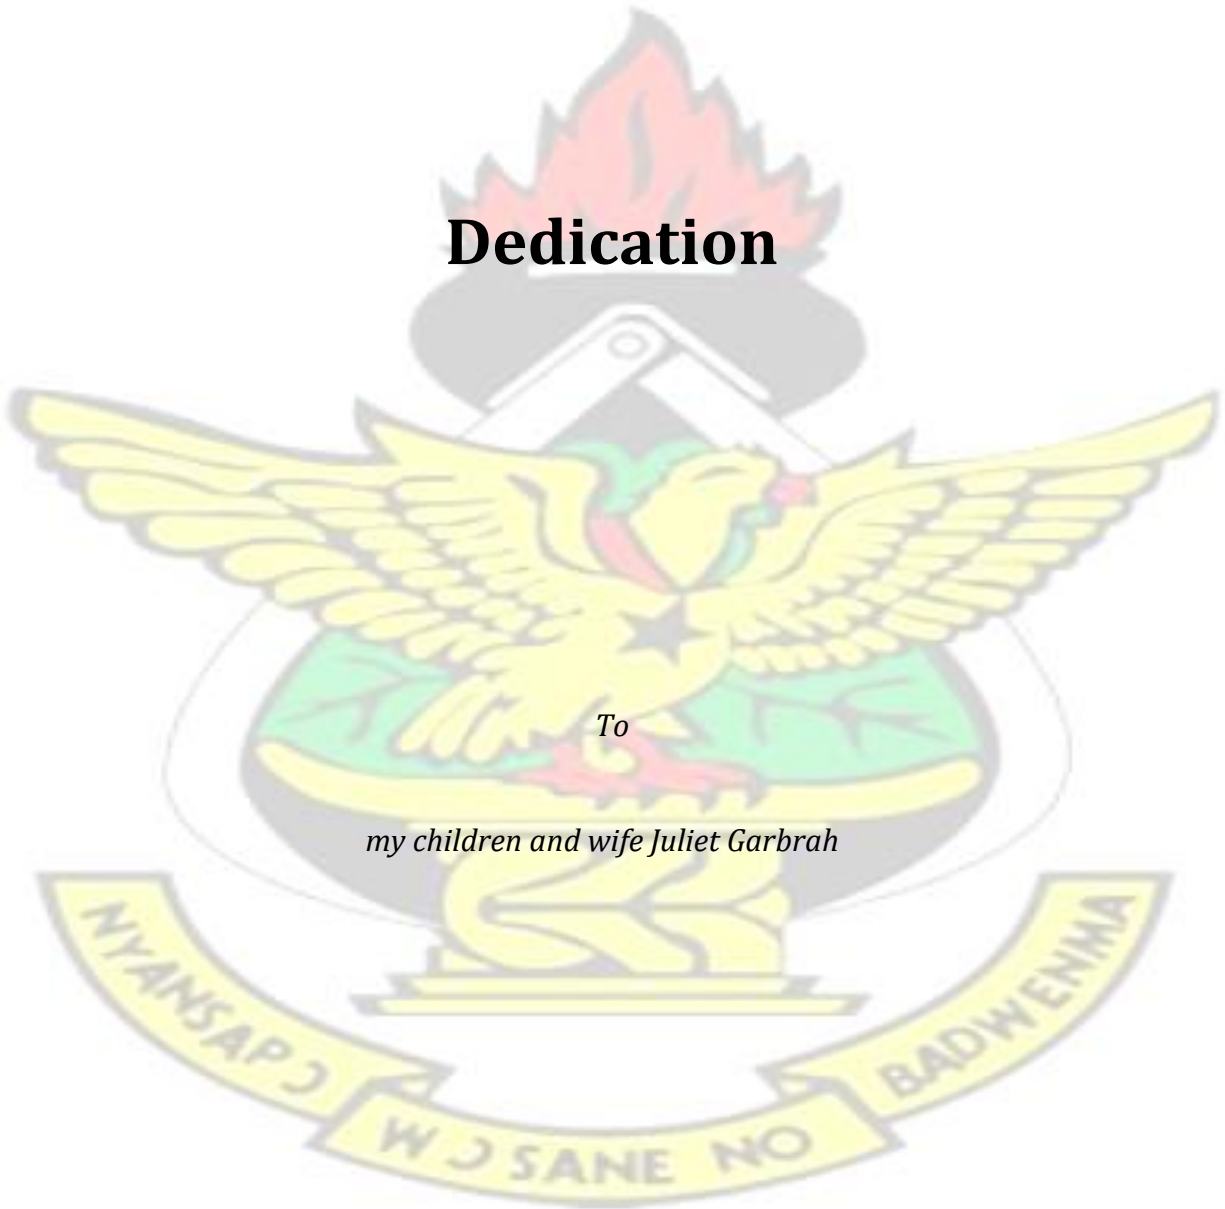 Dedication
To
my children and wife Juliet Garbrah
NYANSAPƆ
WƆSANE NO
BADWENMA